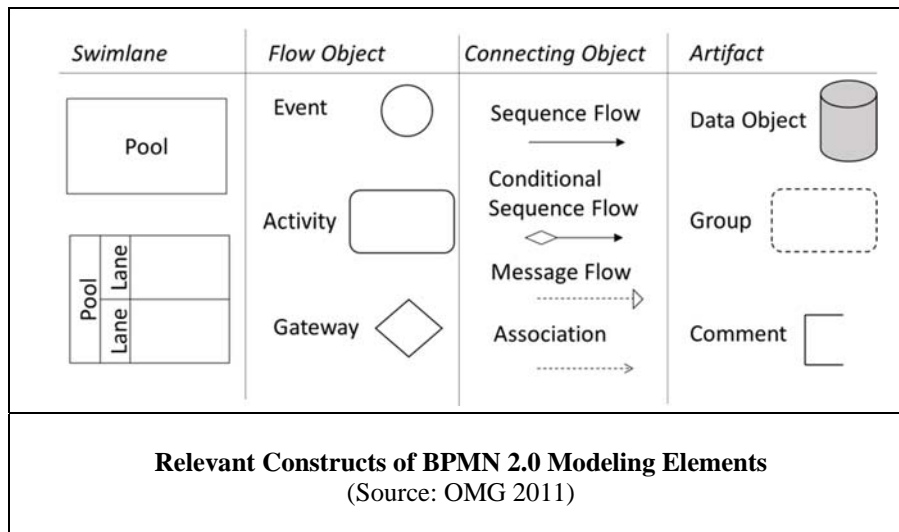 Swimlane
Flow Object
Connecting Object
Artifact
Pool
Pool
Lane
Lane
Event
Activity
Gateway
Sequence Flow
Conditional
Sequence Flow
Message Flow
Association
Data Object
Group
Comment
Relevant Constructs of BPMN 2.0 Modeling Elements
(Source: OMG 2011)